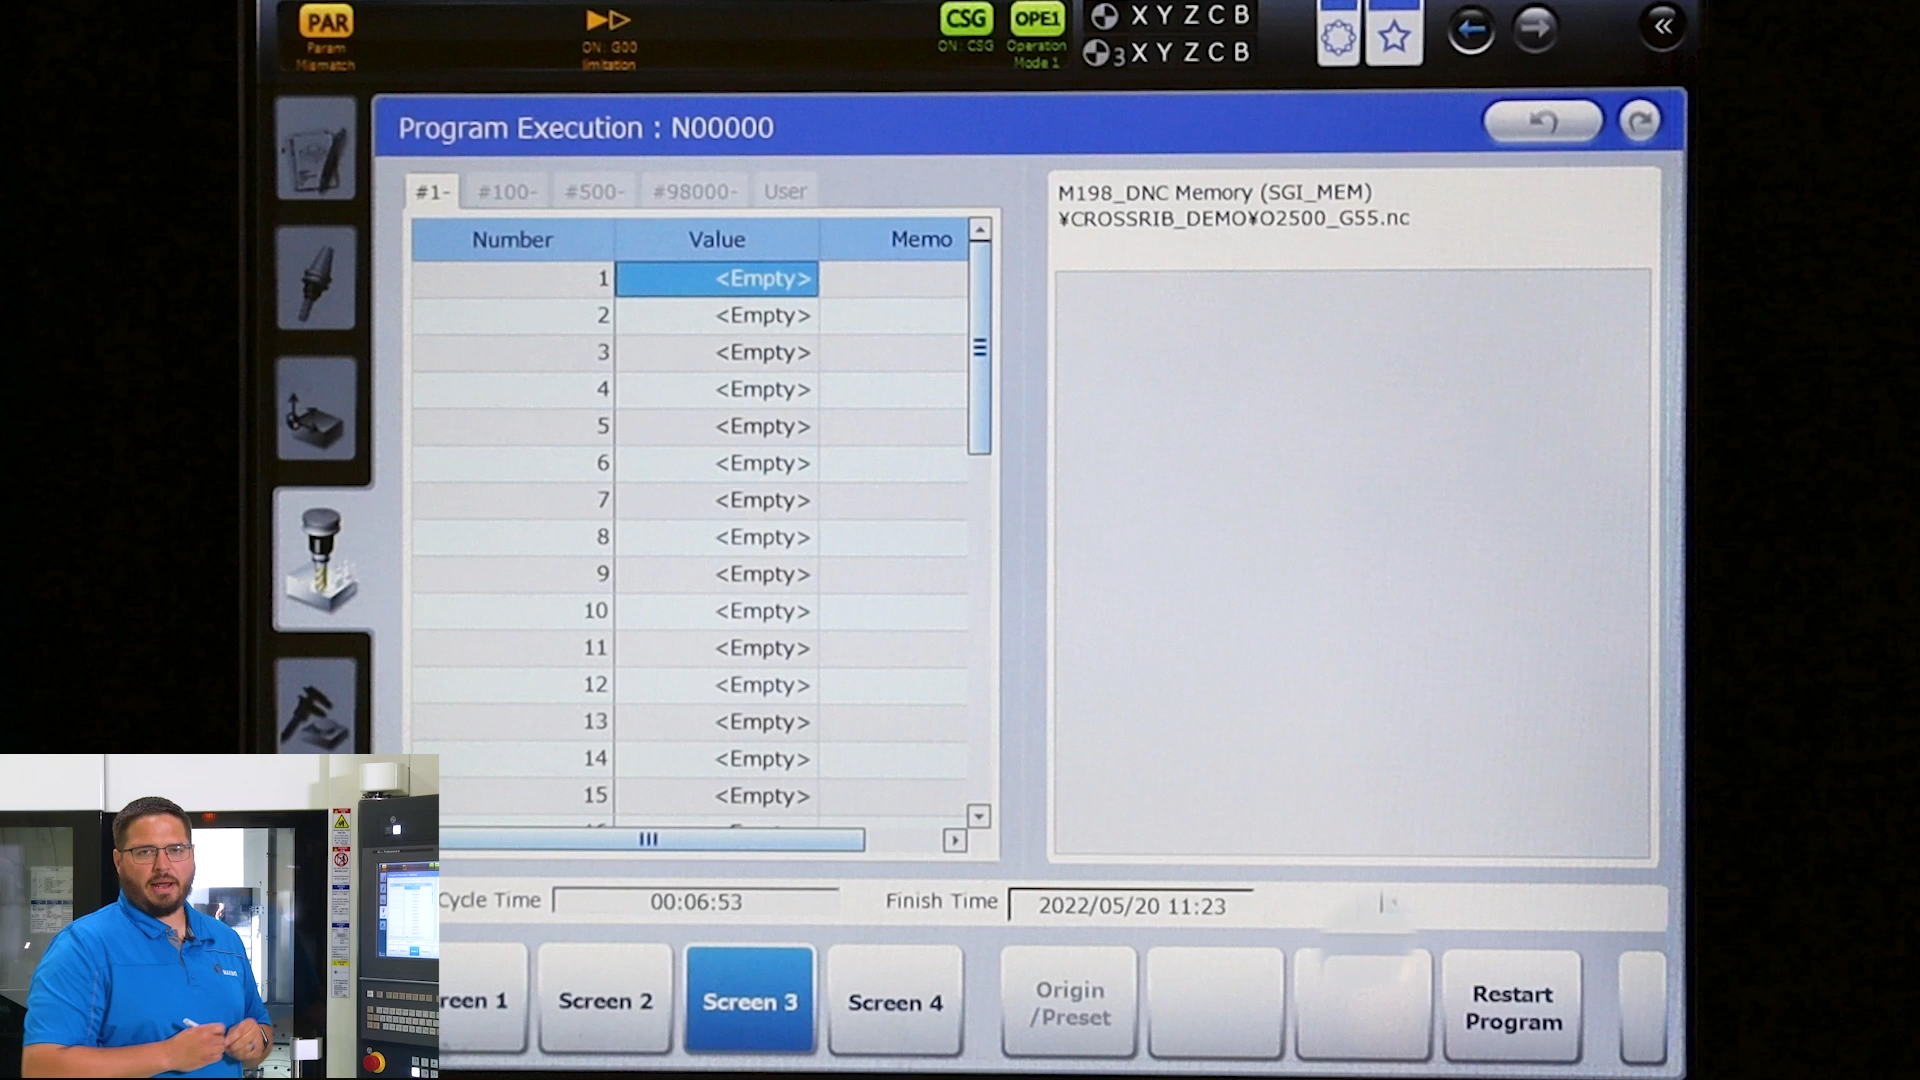 PAR
Param
Mismatch
ON: G00
limitation
CSG
ON: CSG
OPE1
Operation
Mode 1
X Y Z C B
3 X Y Z C B
Program Execution : N00000
#1- #100- #500- #98000- User
Number Value Memo
1 <Empty>
2 <Empty>
3 <Empty>
4 <Empty>
5 <Empty>
6 <Empty>
7 <Empty>
8 <Empty>
9 <Empty>
10 <Empty>
11 <Empty>
12 <Empty>
13 <Empty>
14 <Empty>
15 <Empty>
M198_DNC Memory (SGI_MEM)
¥CROSSRIB_DEMO¥O2500_G55.nc
Cycle Time 00:06:53
Finish Time 2022/05/20 11:23
reen 1
Screen 2
Screen 3
Screen 4
Origin
/Preset
Restart
Program